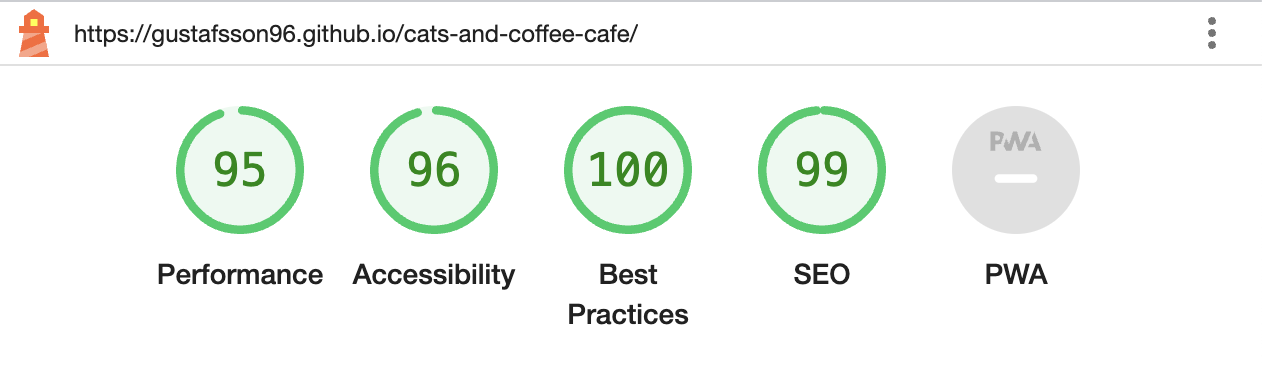 https://gustafsson96.github.io/cats-and-coffee-cafe/
95 96 100 99 PWA
Performance Accessibility Best Practices SEO PWA